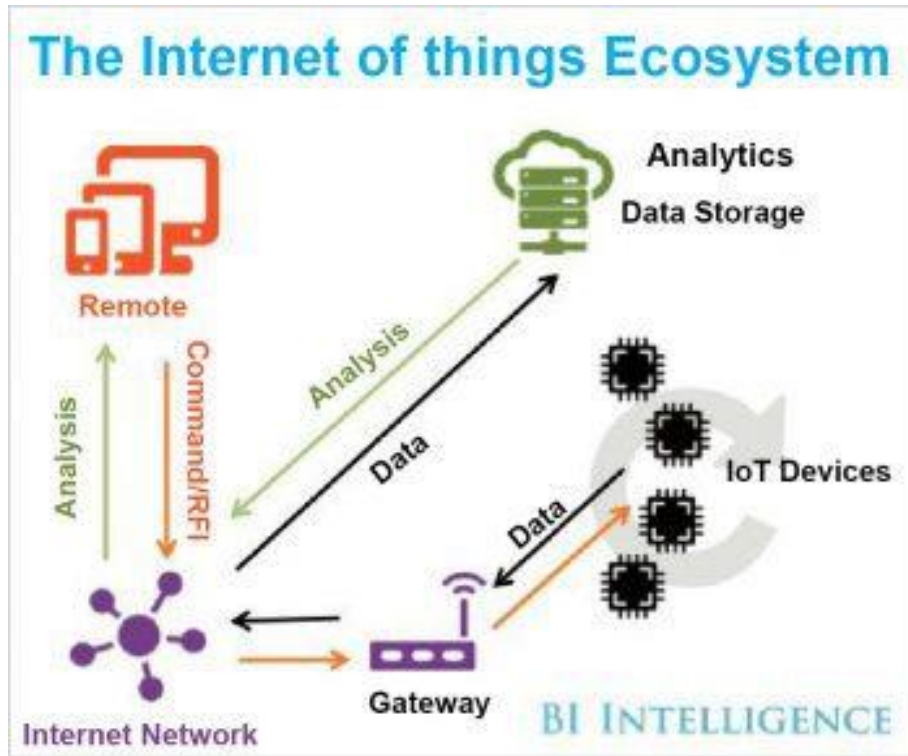 The Internet of things Ecosystem
Analytics
Data Storage
Remote
Analysis
Command/RFI
Analysis
Data
IoT Devices
Data
Gateway
Internet Network
BI INTELLIGENCE